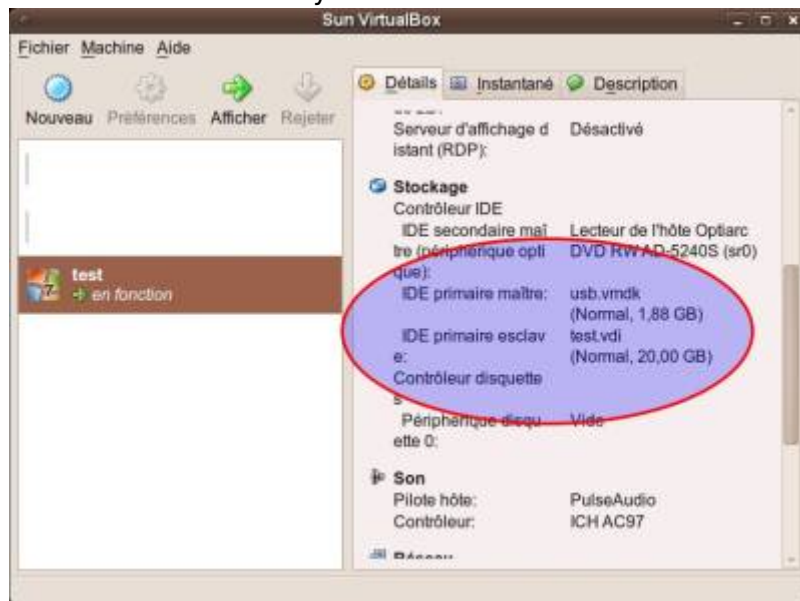 Sun VirtualBox
Fichier Machine Aide
Nouveau Préférences Afficher Rejeter
Détails Instantané Description
Serveur d'affichage d Désactivé
istant (RDP):
Stockage
Contrôleur IDE
IDE secondaire maî Lecteur de l'hôte Optiarc
tre (périphérique opti DVD RW AD-5240S (sr0)
que):
IDE primaire maître: usb.vmdk
(Normal, 1,88 GB)
IDE primaire esclav test.vdi
e: (Normal, 20,00 GB)
Contrôleur disquette
s
Périphérique disqu Vide
ette 0:
Son
Pilote hôte: PulseAudio
Contrôleur: ICH AC97
Réseau
test
en fonction